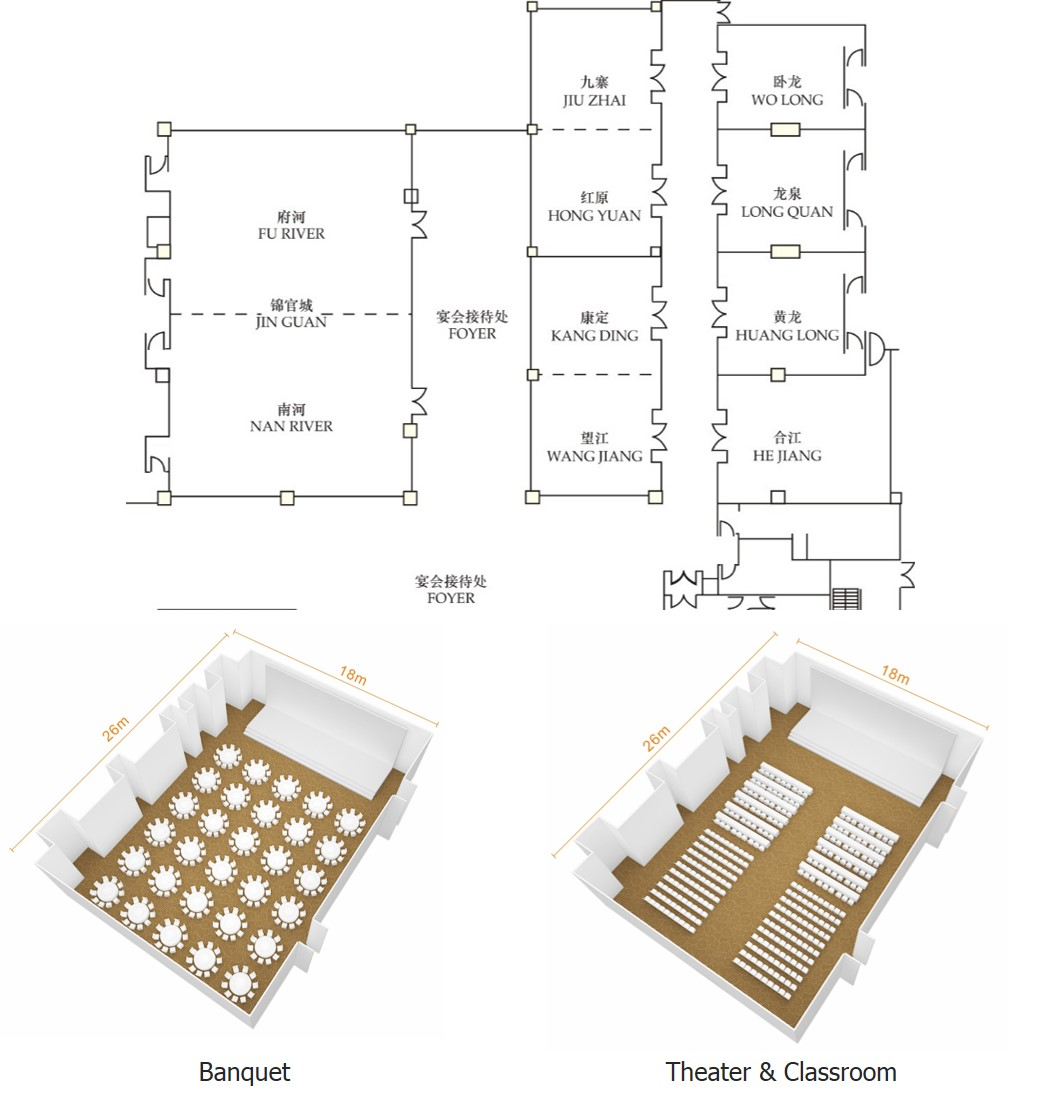 九寨
JIU ZHAI
卧龙
WO LONG
红原
HONG YUAN
龙泉
LONG QUAN
府河
FU RIVER
锦官城
JIN GUAN
宴会接待处
FOYER
康定
KANG DING
黄龙
HUANG LONG
南河
NAN RIVER
望江
WANG JIANG
合江
HE JIANG
宴会接待处
FOYER
26m
18m
26m
18m
Banquet
Theater & Classroom